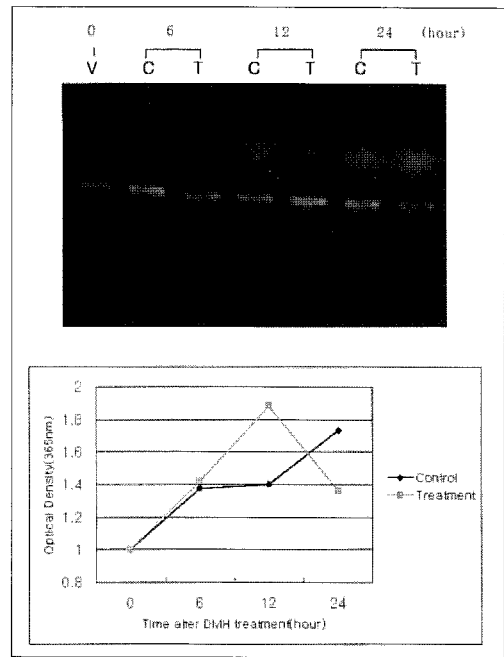 0 6 12 24 (hour)
V C T C T C T
2
1.8
1.6
1.4
1.2
1
0.8
Optical Density(365nm)
Control
Treatment
0 6 12 24
Time after DMH treatment(hour)